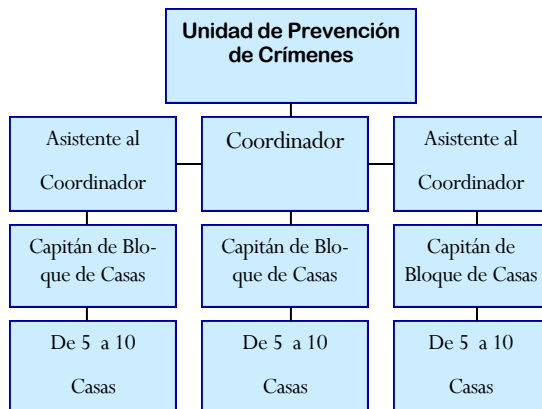 Unidad de Prevención
de Crímenes
Asistente al
Coordinador
Coordinador
Asistente al
Coordinador
Capitán de Blo-
que de Casas
Capitán de Blo-
que de Casas
Capitán de
Bloque de Casas
De 5 a 10
Casas
De 5 a 10
Casas
De 5 a 10
Casas